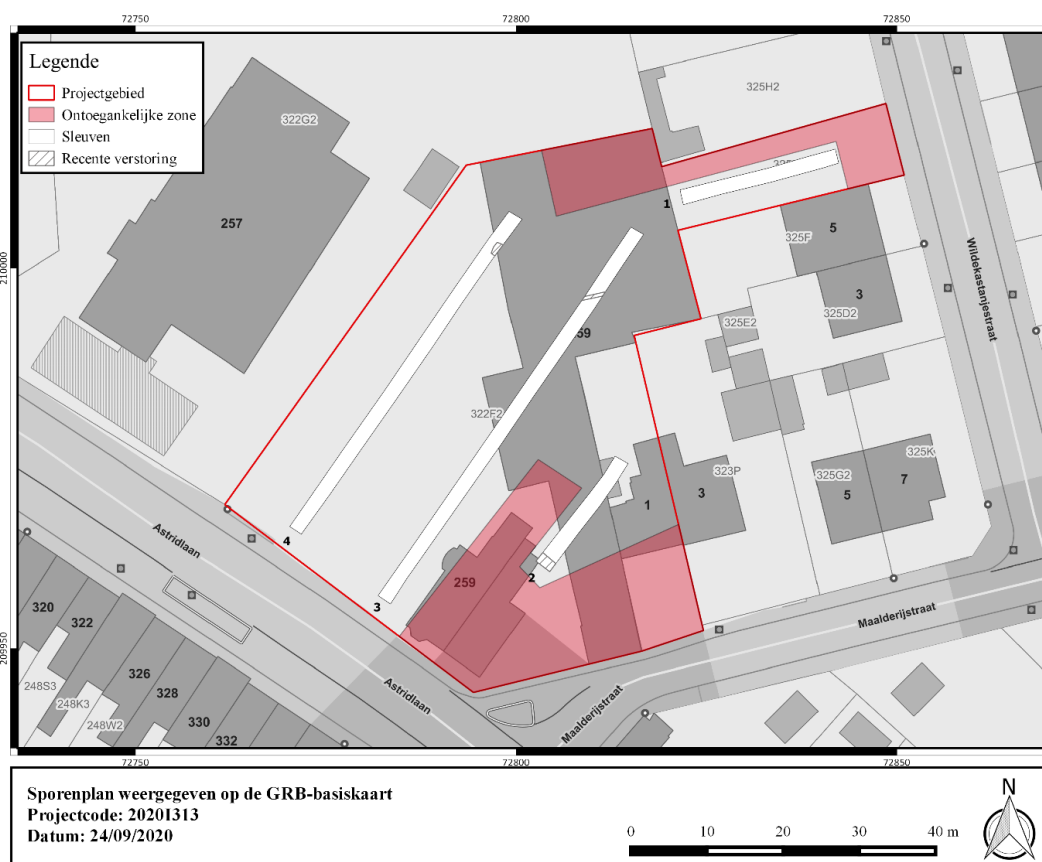 72750
72800
72850
Legende
Projectgebied
Ontoegankelijke zone
Sleuven
Recente verstoring
322G2
325H2
257
1
5
325F
210000
3
325D2
325E2
Wildekastanjestraat
59
322F2
323P
325K
325G2
1
3
5
7
Astridlaan
4
259
2
3
320
322
326
328
330
332
248S3
248K3
248W2
209950
Astridlaan
Maalderijstraat
Maalderijstraat
72750
72800
72850
Sporenplan weergegeven op de GRB-basiskaart
Projectcode: 20201313
Datum: 24/09/2020
0 10 20 30 40 m
N